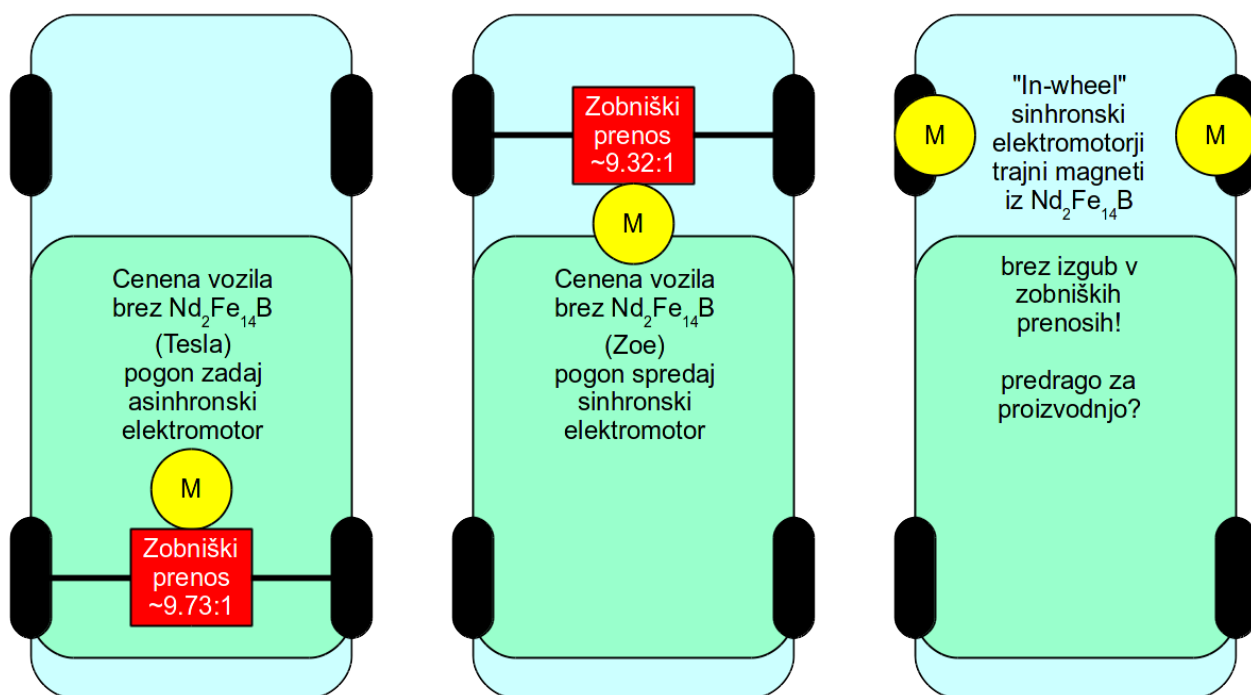 Cenena vozila
brez Nd₂Fe₁₄B
(Tesla)
pogon zadaj
asinhronski
elektromotor
M
Zobniški
prenos
~9.73:1
Zobniški
prenos
~9.32:1
M
Cenena vozila
brez Nd₂Fe₁₄B
(Zoe)
pogon spredaj
sinhronski
elektromotor
M
"In-wheel"
sinhronski
elektromotorji
trajni magneti
iz Nd₂Fe₁₄B
M
brez izgub v
zobniških
prenosih!
predrago za
proizvodnjo?